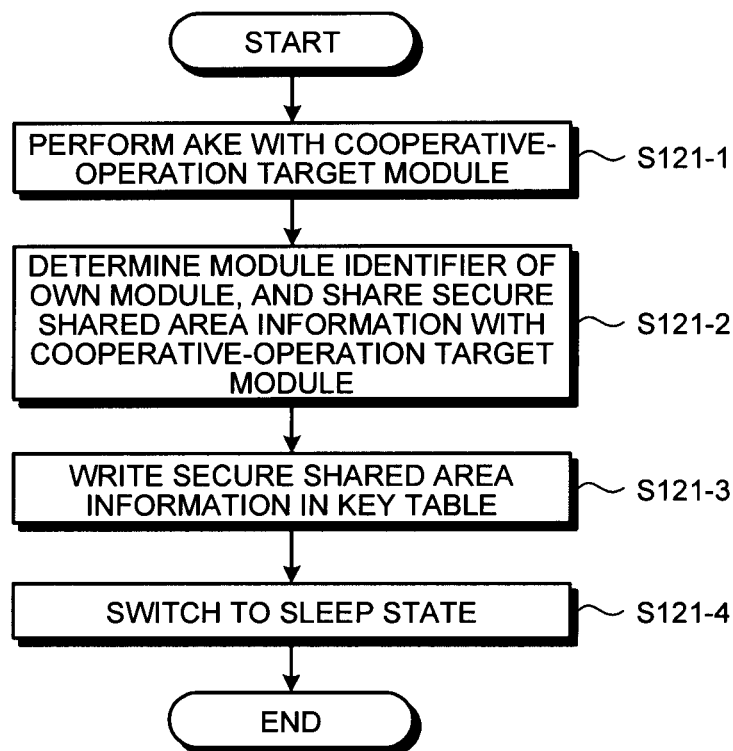 START
PERFORM AKE WITH COOPERATIVE-
OPERATION TARGET MODULE
S121-1
DETERMINE MODULE IDENTIFIER OF
OWN MODULE, AND SHARE SECURE
SHARED AREA INFORMATION WITH
COOPERATIVE-OPERATION TARGET
MODULE
S121-2
WRITE SECURE SHARED AREA
INFORMATION IN KEY TABLE
S121-3
SWITCH TO SLEEP STATE
S121-4
END